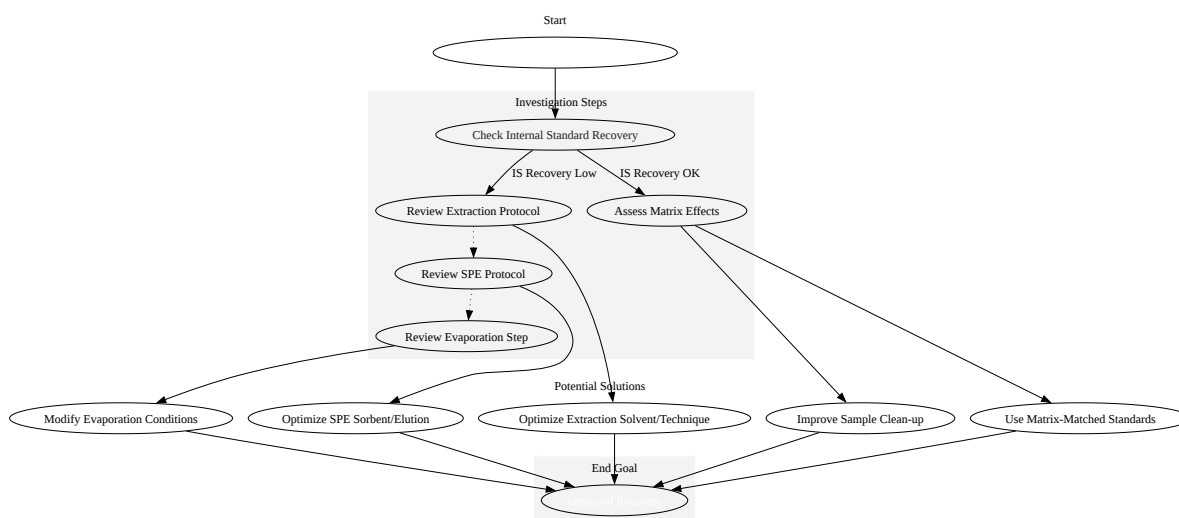 Start
Investigation Steps
Check Internal Standard Recovery
IS Recovery Low
IS Recovery OK
Review Extraction Protocol
Assess Matrix Effects
Review SPE Protocol
Review Evaporation Step
Potential Solutions
Modify Evaporation Conditions
Optimize SPE Sorbent/Elution
Optimize Extraction Solvent/Technique
Improve Sample Clean-up
Use Matrix-Matched Standards
End Goal
Improved Recovery